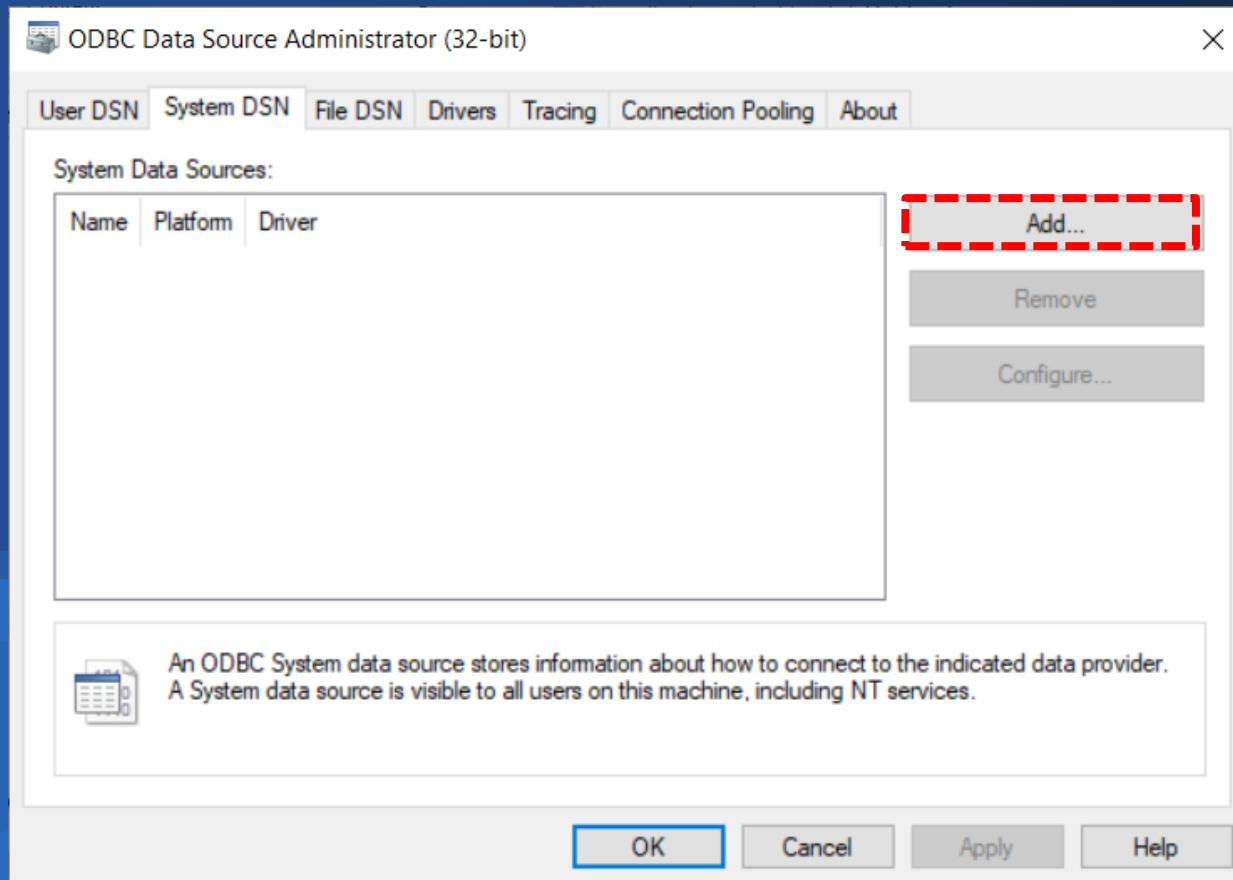 ODBC Data Source Administrator (32-bit)
User DSN System DSN File DSN Drivers Tracing Connection Pooling About
System Data Sources:
Name Platform Driver
Add...
Remove
Configure...
An ODBC System data source stores information about how to connect to the indicated data provider.
A System data source is visible to all users on this machine, including NT services.
OK Cancel Apply Help